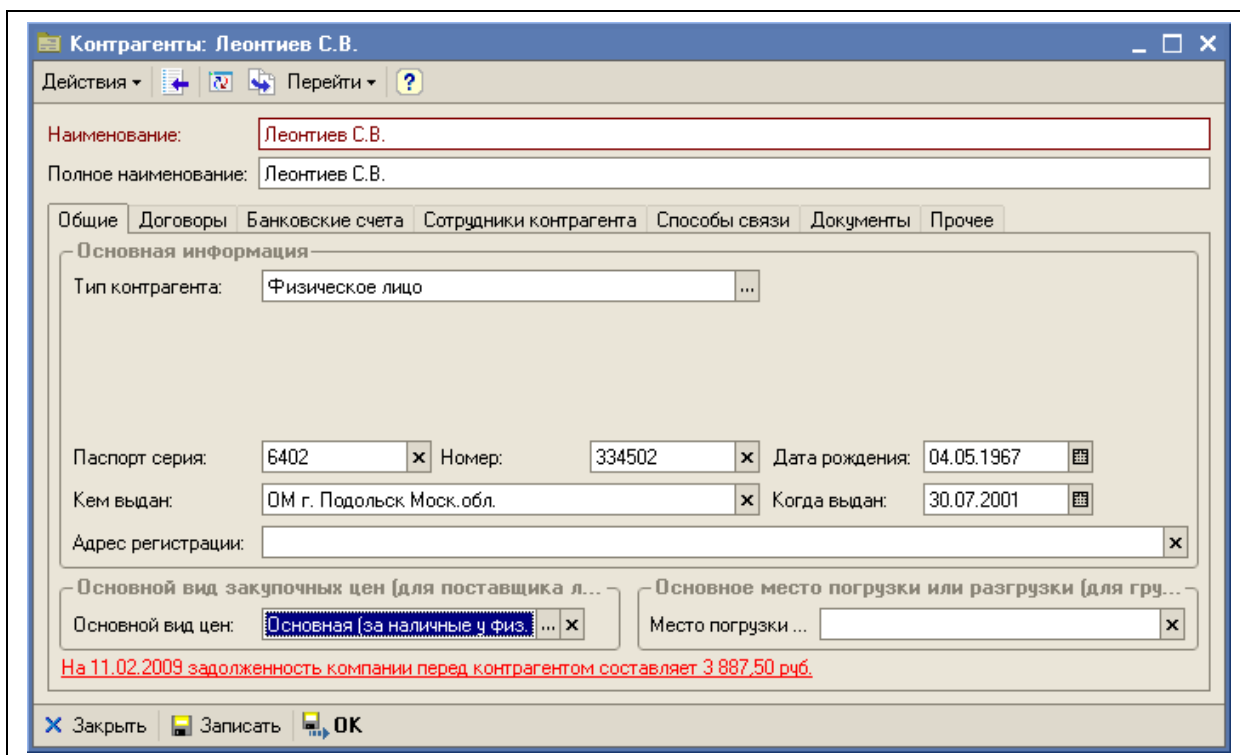 Контрагенты: Леонтиев С.В.
Действия Перейти ?
Наименование: Леонтиев С.В.
Полное наименование: Леонтиев С.В.
Общие Договоры Банковские счета Сотрудники контрагента Способы связи Документы Прочее
Основная информация
Тип контрагента: Физическое лицо ...
Паспорт серия: 6402 Номер: 334502 Дата рождения: 04.05.1967
Кем выдан: ОМ г. Подольск Моск.обл. Когда выдан: 30.07.2001
Адрес регистрации:
Основной вид закупочных цен (для поставщика л... Основное место погрузки или разгрузки (для гру...
Основной вид цен: Основная (за наличные у физ. ... Место погрузки ...
На 11.02.2009 задолженность компании перед контрагентом составляет 3 887,50 руб.
Закрыть Записать OK